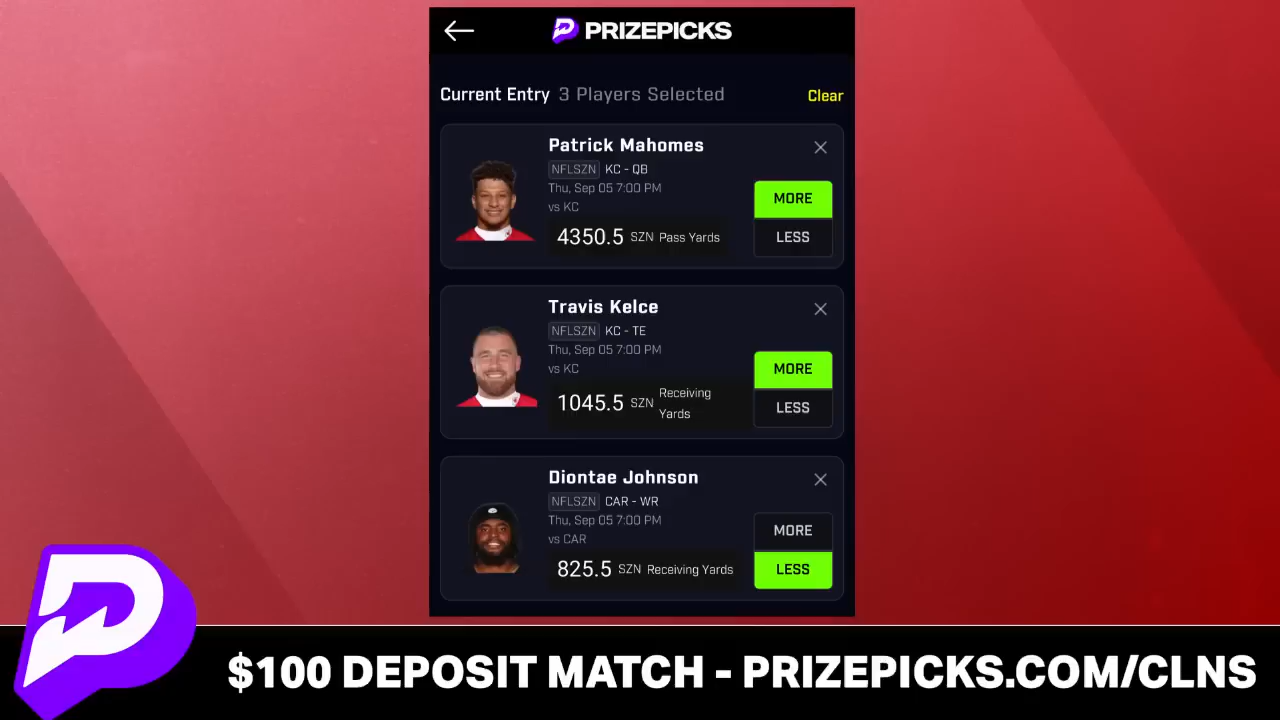 PRIZEPICKS
Current Entry 3 Players Selected Clear
Patrick Mahomes
NFLSZN KC - QB
Thu, Sep 05 7:00 PM
vs KC
4350.5 SZN Pass Yards
MORE
LESS
Travis Kelce
NFLSZN KC - TE
Thu, Sep 05 7:00 PM
vs KC
1045.5 SZN Receiving Yards
MORE
LESS
Diontae Johnson
NFLSZN CAR - WR
Thu, Sep 05 7:00 PM
vs CAR
825.5 SZN Receiving Yards
MORE
LESS
$100 DEPOSIT MATCH - PRIZEPICKS.COM/CLNS